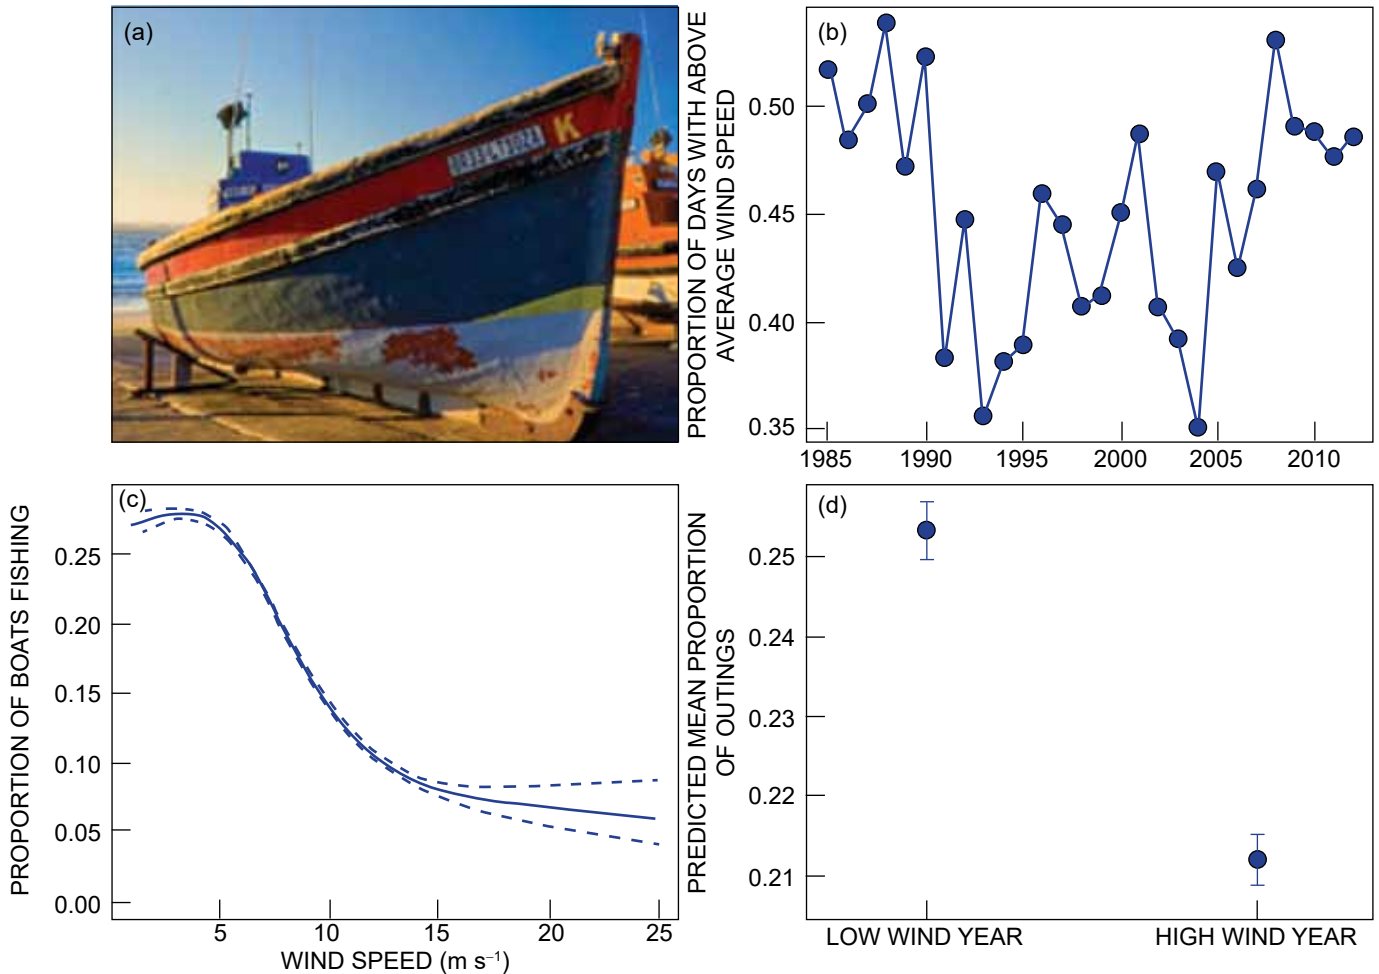 (a)
K
PROPORTION OF DAYS WITH ABOVE
AVERAGE WIND SPEED
(b)
0.50
0.45
0.40
0.35
1985
1990
1995
2000
2005
2010
PROPORTION OF BOATS FISHING
(c)
0.25
0.20
0.15
0.10
0.05
0.00
5
10
15
20
25
WIND SPEED (m s⁻¹)
PREDICTED MEAN PROPORTION
OF OUTINGS
(d)
0.25
0.24
0.23
0.22
0.21
LOW WIND YEAR
HIGH WIND YEAR